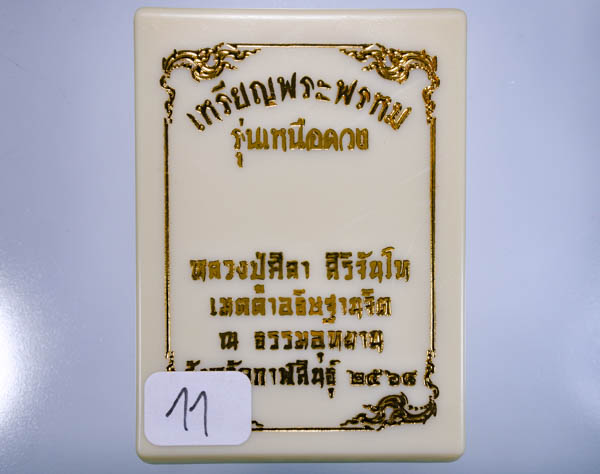 เหรียญพระพรหม
รุ่นเหนือดวง
หลวงปู่ศิลา สิริจันโท
เมตตาอธิษฐานจิต
ณ ธรรมอุทยาน
จังหวัดกาฬสินธุ์ ๒๕๖๙
11